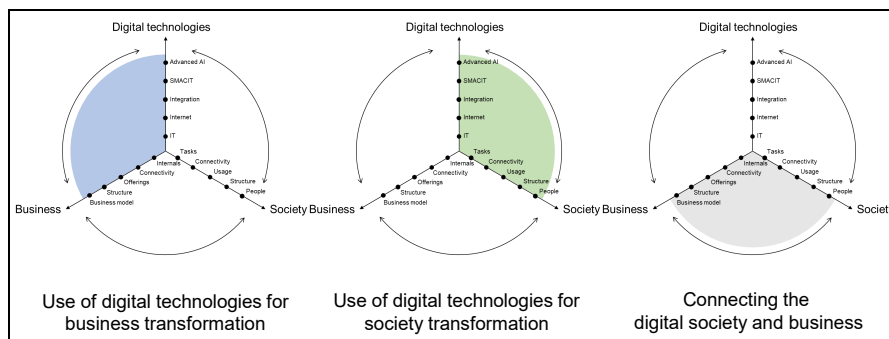 Digital technologies
Advanced AI
SMACIT
Integration
Internet
IT
Tasks
Internals
Connectivity
Connectivity
Offerings
Usage
Structure
Structure
Business model
People
Business
Society
Use of digital technologies for
business transformation
Digital technologies
Advanced AI
SMACIT
Integration
Internet
IT
Tasks
Internals
Connectivity
Connectivity
Offerings
Usage
Structure
Structure
Business model
People
Business
Society
Use of digital technologies for
society transformation
Digital technologies
Advanced AI
SMACIT
Integration
Internet
IT
Tasks
Internals
Connectivity
Connectivity
Offerings
Usage
Structure
Structure
Business model
People
Business
Societ
Connecting the
digital society and business